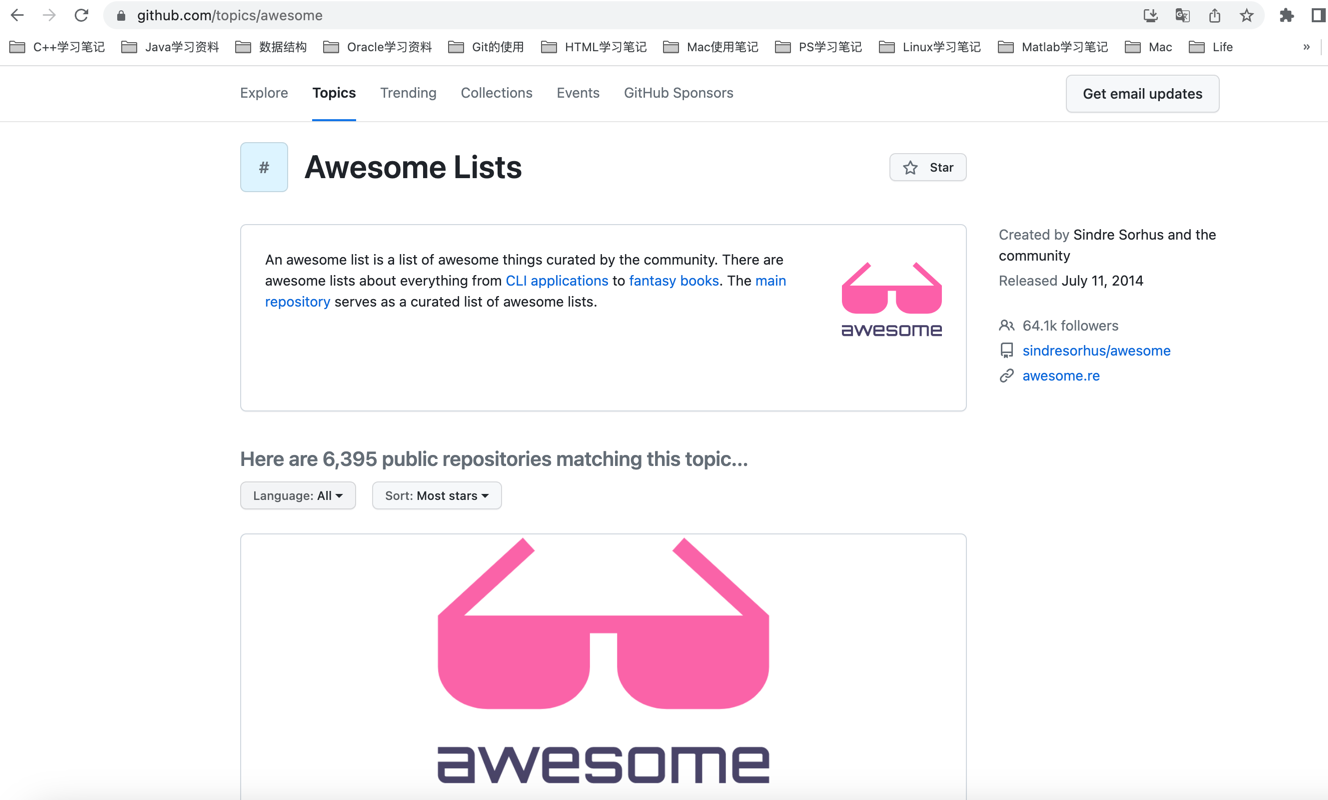 github.com/topics/awesome
C++学习笔记 Java学习资料 数据结构 Oracle学习资料 Git的使用 HTML学习笔记 Mac使用笔记 PS学习笔记 Linux学习笔记 Matlab学习笔记 Mac Life »
Explore Topics Trending Collections Events GitHub Sponsors Get email updates
# Awesome Lists Star
An awesome list is a list of awesome things curated by the community. There are
awesome lists about everything from CLI applications to fantasy books. The main
repository serves as a curated list of awesome lists.
awesome
Created by Sindre Sorhus and the
community
Released July 11, 2014
64.1k followers
sindresorhus/awesome
awesome.re
Here are 6,395 public repositories matching this topic...
Language: All Sort: Most stars
awesome